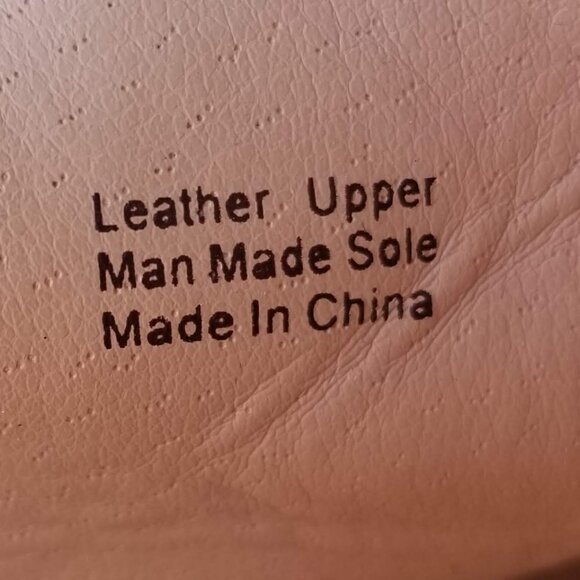 Leather Upper
Man Made Sole
Made In China